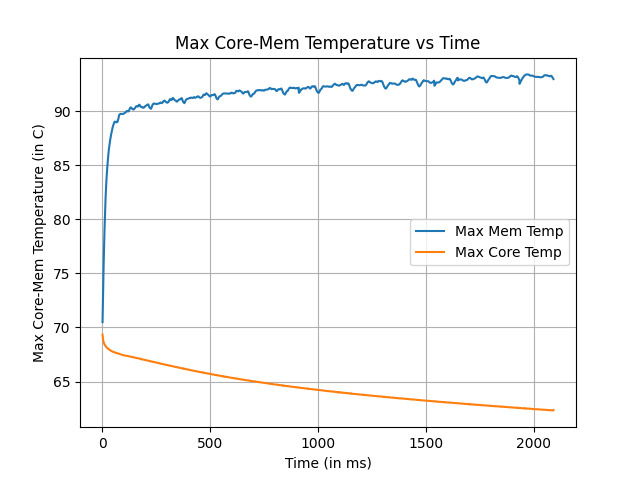 Max Core-Mem Temperature vs Time
Max Core-Mem Temperature (in C)
90
85
80
75
70
65
Max Mem Temp
Max Core Temp
0
500
1000
1500
2000
Time (in ms)